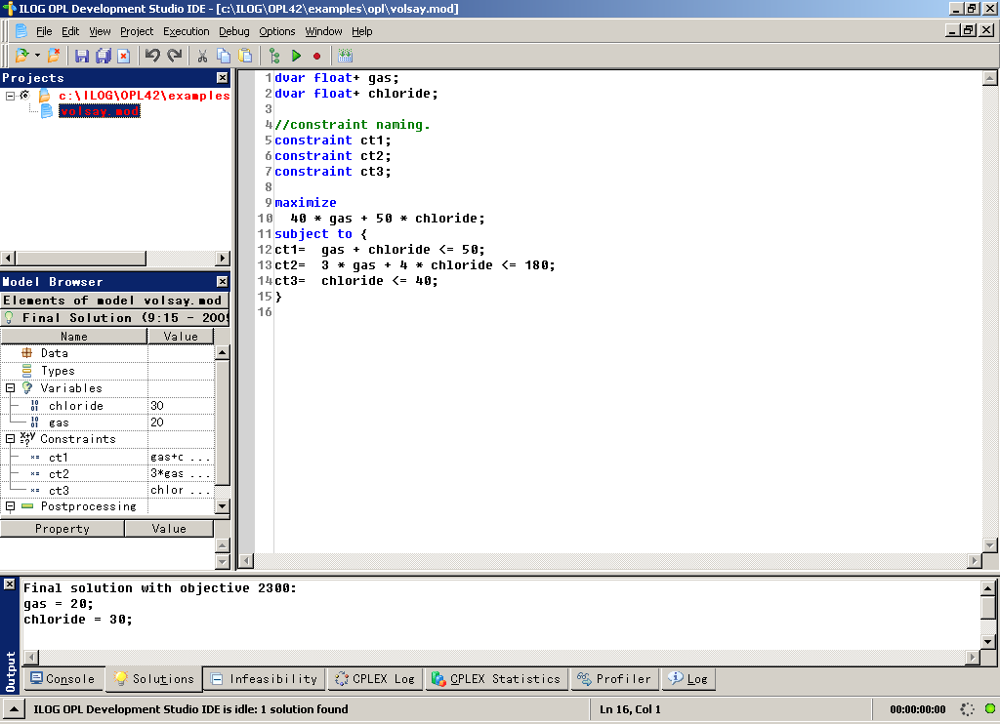 ILOG OPL Development Studio IDE - [c:\ILOG\OPL42\examples\opl\volsay.mod]
File Edit View Project Execution Debug Options Window Help
Projects
c:\ILOG\OPL42\examples
volsay.mod
1 dvar float+ gas;
2 dvar float+ chloride;
3
4 //constraint naming.
5 constraint ct1;
6 constraint ct2;
7 constraint ct3;
8
9 maximize
10 40 * gas + 50 * chloride;
11 subject to {
12 ct1= gas + chloride <= 50;
13 ct2= 3 * gas + 4 * chloride <= 180;
14 ct3= chloride <= 40;
15 }
16
Model Browser
Elements of model volsay.mod
Final Solution (9:15 - 2009
Name Value
Data
Types
Variables
chloride 30
gas 20
Constraints
ct1 gas+c ...
ct2 3*gas ...
ct3 chlor ...
Postprocessing
Property Value
Output
Final solution with objective 2300:
gas = 20;
chloride = 30;
Console Solutions Infeasibility CPLEX Log CPLEX Statistics Profiler Log
ILOG OPL Development Studio IDE is idle: 1 solution found Ln 16, Col 1 00:00:00:00